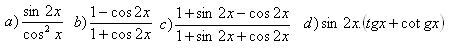 a) sin 2x / cos² x b) 1 − cos 2x / 1 + cos 2x c) 1 + sin 2x − cos 2x / 1 + sin 2x + cos 2x d) sin 2x.(tgx + cot gx)